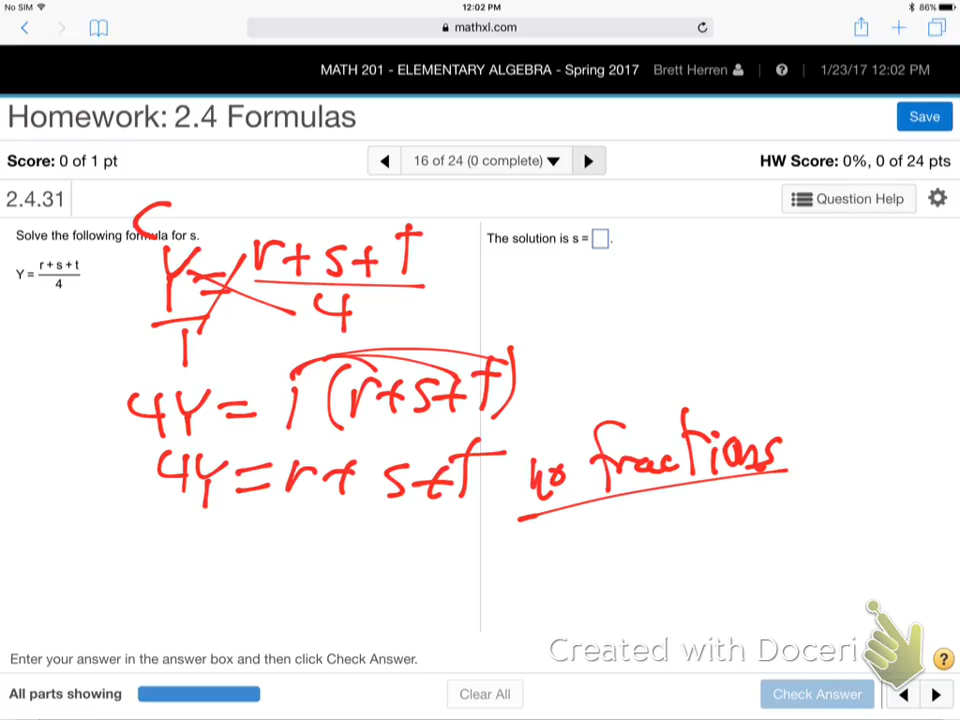 No SIM 12:02 PM 86%
mathxl.com
MATH 201 - ELEMENTARY ALGEBRA - Spring 2017 Brett Herren ? 1/23/17 12:02 PM
Homework: 2.4 Formulas Save
Score: 0 of 1 pt 16 of 24 (0 complete) HW Score: 0%, 0 of 24 pts
2.4.31 Question Help
Solve the following formula for s.
Y = (r + s + t)/4
The solution is s = .
C
Y/1 = (r + s + t)/4
4Y = 1 (r + s + t)
4Y = r + s + t no fractions
Created with Doceri
Enter your answer in the answer box and then click Check Answer. ?
All parts showing Clear All Check Answer